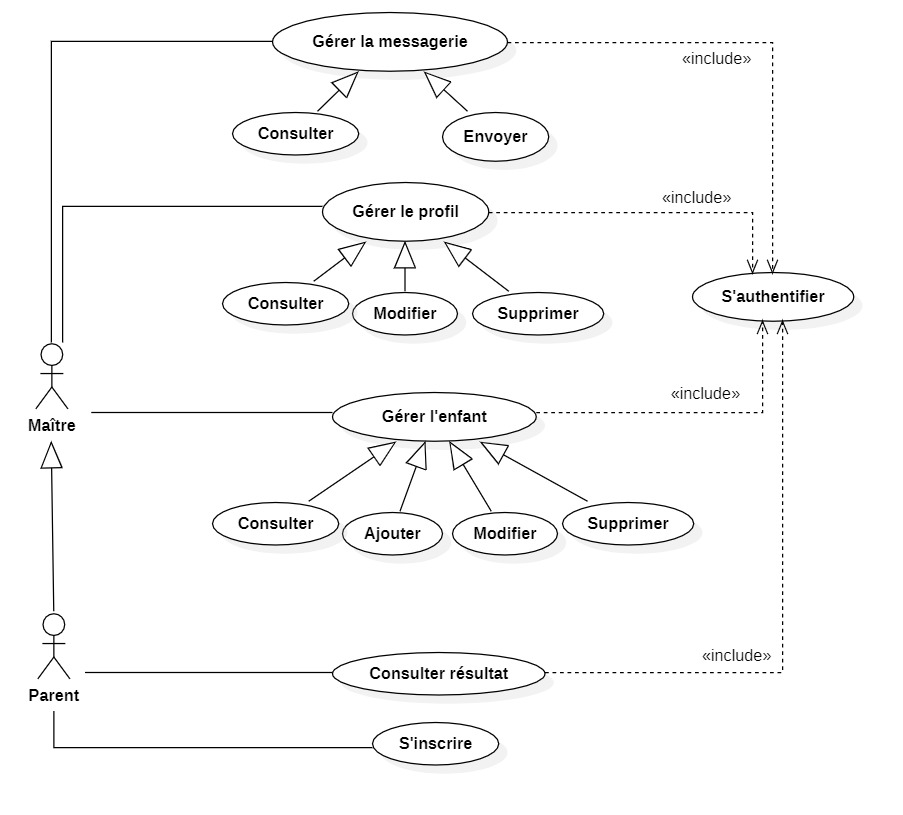 Gérer la messagerie
«include»
Consulter
Envoyer
«include»
Gérer le profil
Consulter
Modifier
Supprimer
S'authentifier
«include»
Gérer l'enfant
Maître
Consulter
Ajouter
Modifier
Supprimer
«include»
Consulter résultat
Parent
S'inscrire